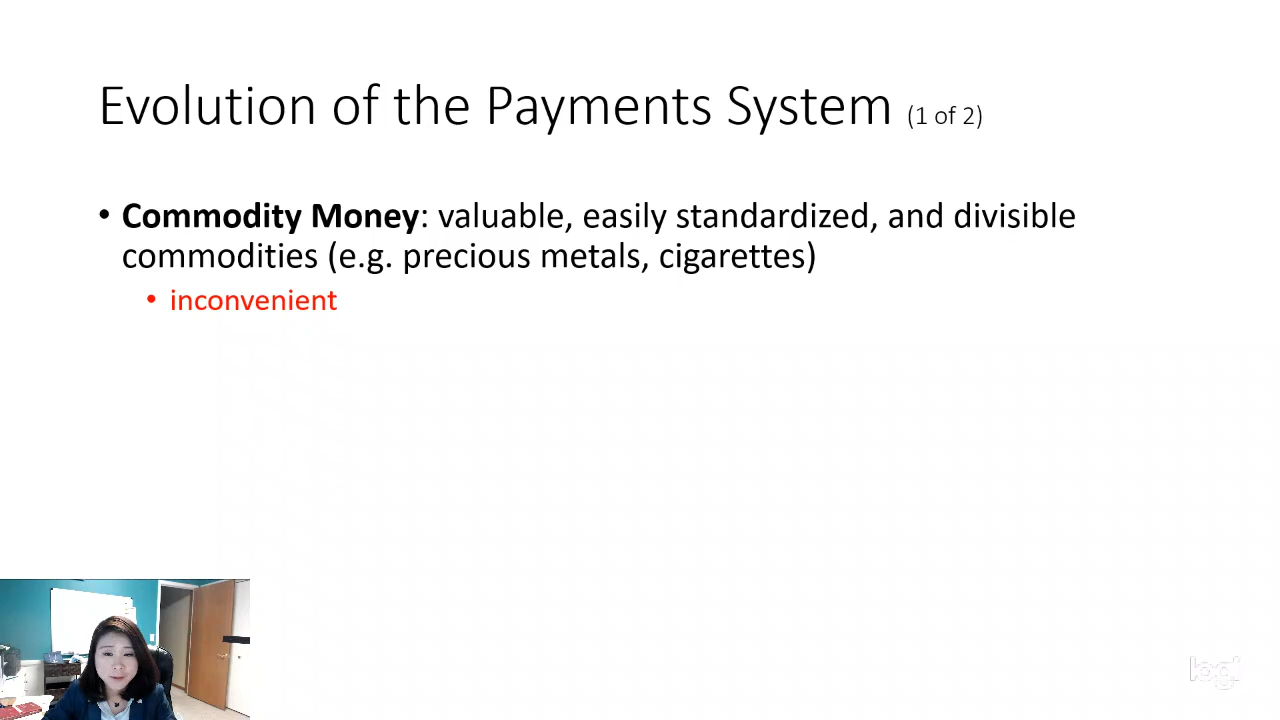 Evolution of the Payments System (1 of 2)
• Commodity Money: valuable, easily standardized, and divisible
commodities (e.g. precious metals, cigarettes)
• inconvenient
logi